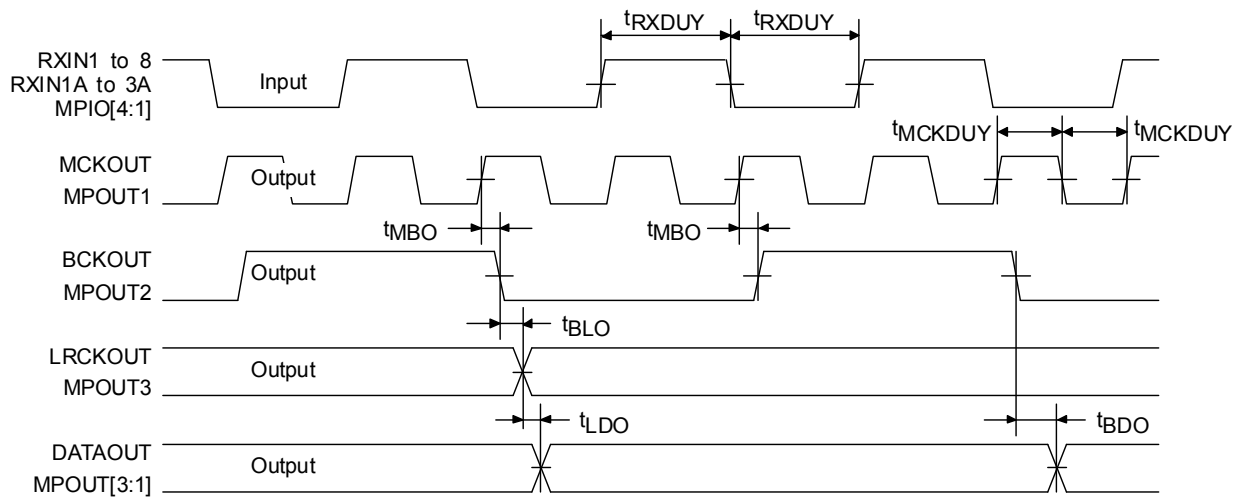 tRXDUY tRXDUY
RXIN1 to 8
RXIN1A to 3A
MPIO[4:1]
Input
tMCKDUY tMCKDUY
MCKOUT
MPOUT1
Output
tMBO tMBO
BCKOUT
MPOUT2
Output
tBLO
LRCKOUT
MPOUT3
Output
tLDO tBDO
DATAOUT
MPOUT[3:1]
Output